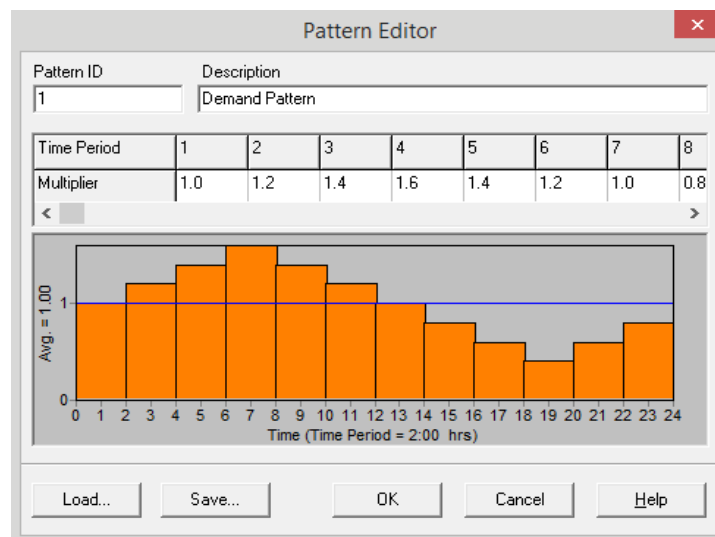 Pattern Editor
×
Pattern ID Description
1 Demand Pattern
Time Period 1 2 3 4 5 6 7 8
Multiplier 1.0 1.2 1.4 1.6 1.4 1.2 1.0 0.8
< >
Avg. = 1.00
1
0
0 1 2 3 4 5 6 7 8 9 10 11 12 13 14 15 16 17 18 19 20 21 22 23 24
Time (Time Period = 2:00 hrs)
Load... Save... OK Cancel Help